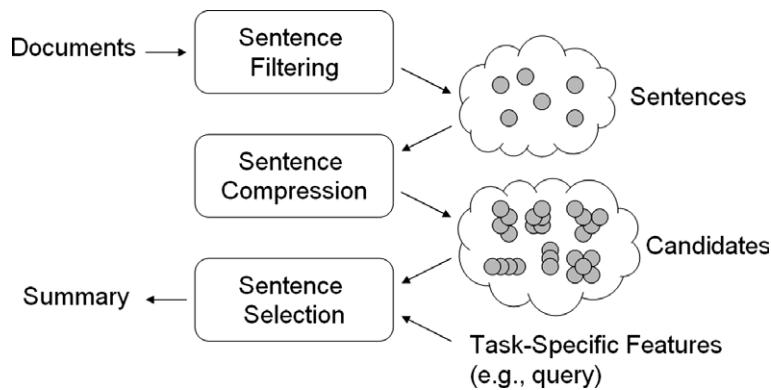 Documents
Sentence
Filtering
Sentences
Sentence
Compression
Candidates
Sentence
Selection
Summary
Task-Specific Features
(e.g., query)